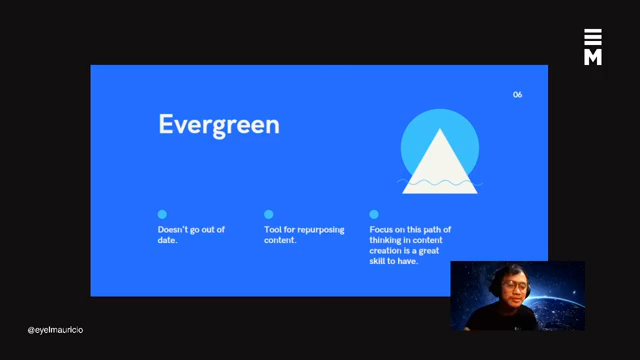 M
06
Evergreen
Doesn't go out of
date.
Tool for repurposing
content.
Focus on this path of
thinking in content
creation is a great
skill to have.
@eyelmauricio